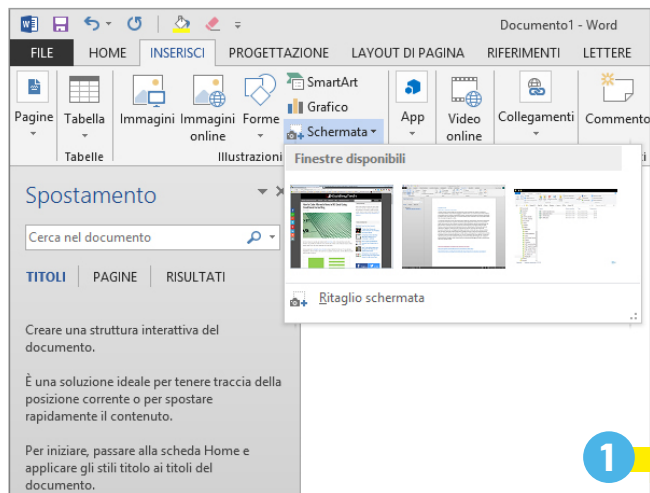 Documento1 - Word
FILE HOME INSERISCI PROGETTAZIONE LAYOUT DI PAGINA RIFERIMENTI LETTERE
SmartArt
Grafico
Schermata
Pagine Tabella Immagini Immagini online Forme App Video online Collegamenti Commento
Tabelle Illustrazioni
Finestre disponibili
Ritaglio schermata
Spostamento
Cerca nel documento
TITOLI PAGINE RISULTATI
Creare una struttura interattiva del
documento.
È una soluzione ideale per tenere traccia della
posizione corrente o per spostare
rapidamente il contenuto.
Per iniziare, passare alla scheda Home e
applicare gli stili titolo ai titoli del
documento.
1